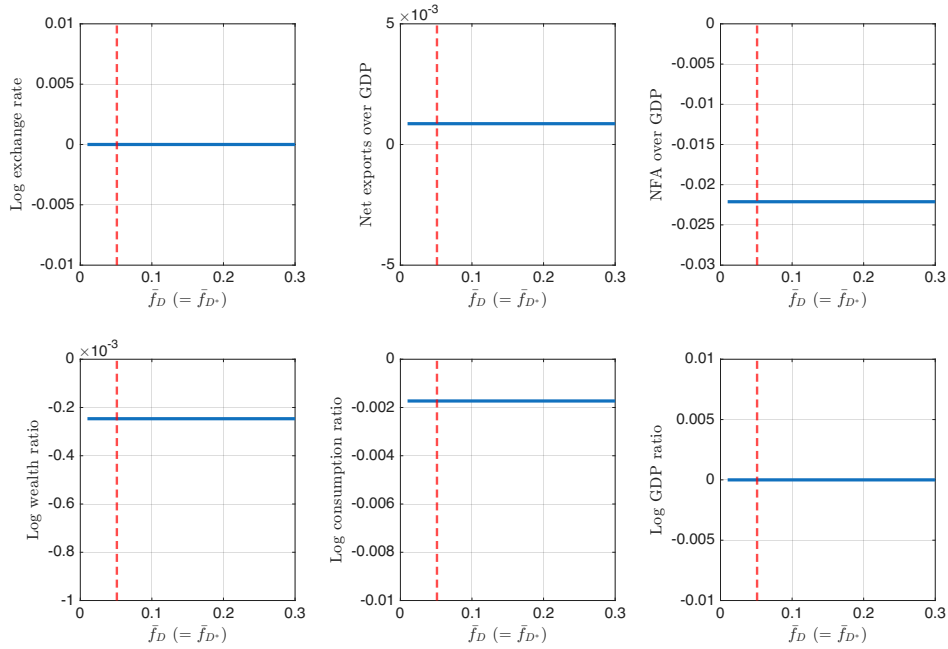 0.01
0.005
0
-0.005
-0.01
0 0.1 0.2 0.3
Log exchange rate
f̄_D (= f̄_{D*})
×10⁻³
5
0
-5
0 0.1 0.2 0.3
Net exports over GDP
f̄_D (= f̄_{D*})
0
-0.005
-0.01
-0.015
-0.02
-0.025
-0.03
0 0.1 0.2 0.3
NFA over GDP
f̄_D (= f̄_{D*})
×10⁻³
0
-0.2
-0.4
-0.6
-0.8
-1
0 0.1 0.2 0.3
Log wealth ratio
f̄_D (= f̄_{D*})
0
-0.002
-0.004
-0.006
-0.008
-0.01
0 0.1 0.2 0.3
Log consumption ratio
f̄_D (= f̄_{D*})
0.01
0.005
0
-0.005
-0.01
0 0.1 0.2 0.3
Log GDP ratio
f̄_D (= f̄_{D*})